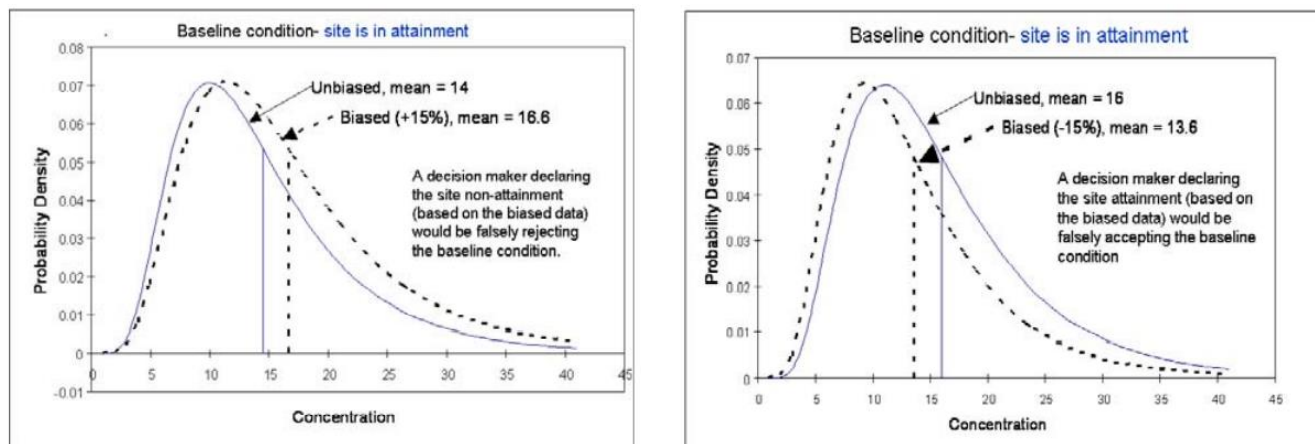 Baseline condition- site is in attainment
0.08
0.07
0.06
0.05
0.04
0.03
0.02
0.01
0
-0.01
Probability Density
Unbiased, mean = 14
Biased (+15%), mean = 16.6
A decision maker declaring
the site non-attainment
(based on the biased data)
would be falsely rejecting
the baseline condition.
0 5 10 15 20 25 30 35 40 45
Concentration
Baseline condition- site is in attainment
0.07
0.06
0.05
0.04
0.03
0.02
0.01
0
Probability Density
Unbiased, mean = 16
Biased (-15%), mean = 13.6
A decision maker declaring
the site attainment (based on
the biased data) would be
falsely accepting the baseline
condition
0 5 10 15 20 25 30 35 40 45
Concentration